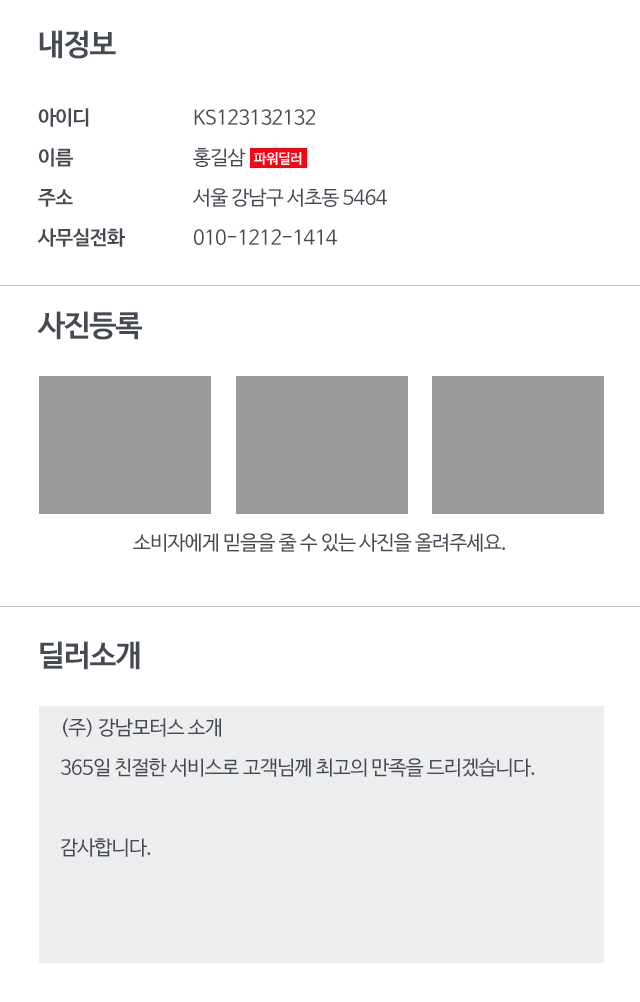 내정보
아이디 KS123132132
이름 홍길삼 파워딜러
주소 서울 강남구 서초동 5464
사무실전화 010-1212-1414
사진등록
소비자에게 믿을을 줄 수 있는 사진을 올려주세요.
딜러소개
(주) 강남모터스 소개
365일 친절한 서비스로 고객님께 최고의 만족을 드리겠습니다.
감사합니다.